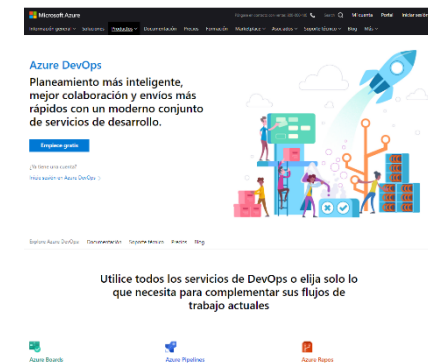 Microsoft Azure
Mi cuenta Portal Iniciar sesión
Información general Soluciones Productos Documentación Precios Formación Marketplace Asociados Soporte técnico Blog Más
Azure DevOps
Planeamiento más inteligente,
mejor colaboración y envíos más
rápidos con un moderno conjunto
de servicios de desarrollo.
Empiece gratis
¿Ya tiene una cuenta?
Inicie sesión en Azure DevOps
Explorar Azure DevOps Documentación Soporte técnico Precios Blog
Utilice todos los servicios de DevOps o elija solo lo
que necesita para complementar sus flujos de
trabajo actuales
Azure Boards Azure Pipelines Azure Repos